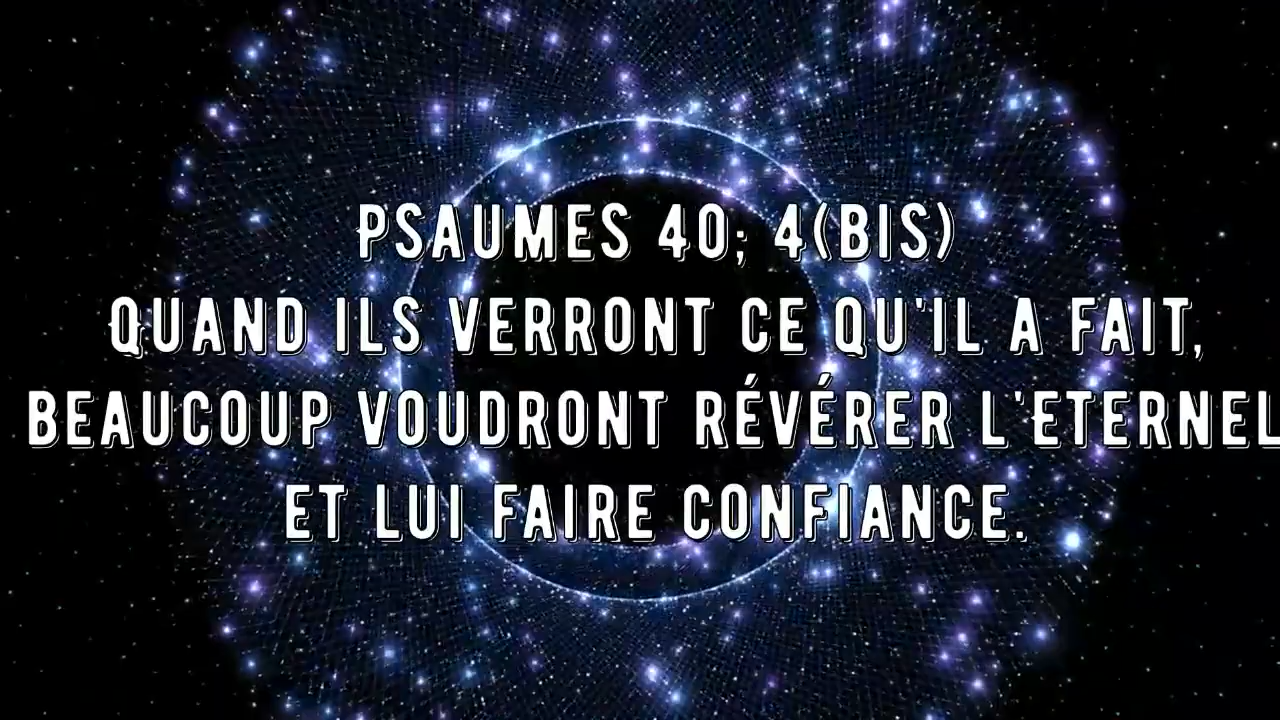 PSAUMES 40; 4(BIS)
QUAND ILS VERRONT CE QU'IL A FAIT,
BEAUCOUP VOUDRONT RÉVÉRER L'ETERNEL
ET LUI FAIRE CONFIANCE.